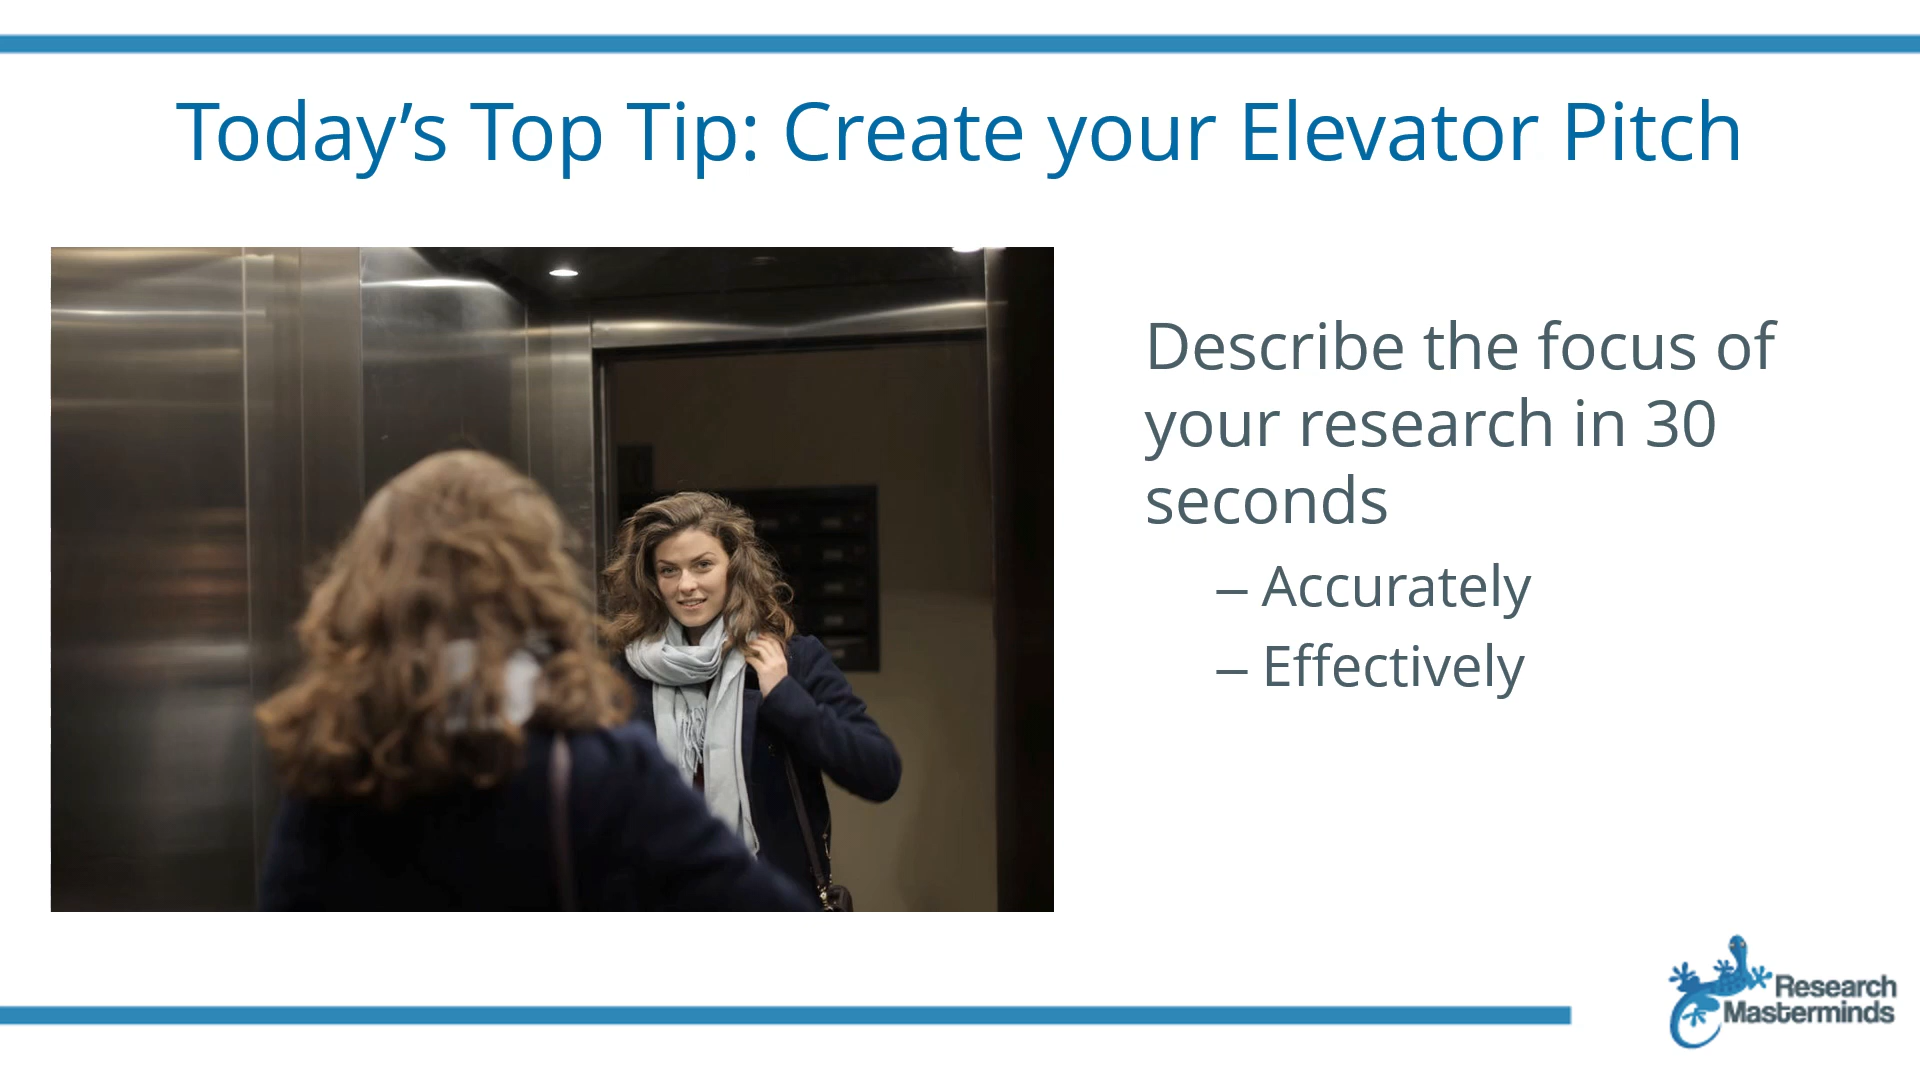 Today’s Top Tip: Create your Elevator Pitch
Describe the focus of
your research in 30
seconds
– Accurately
– Effectively
Research
Masterminds